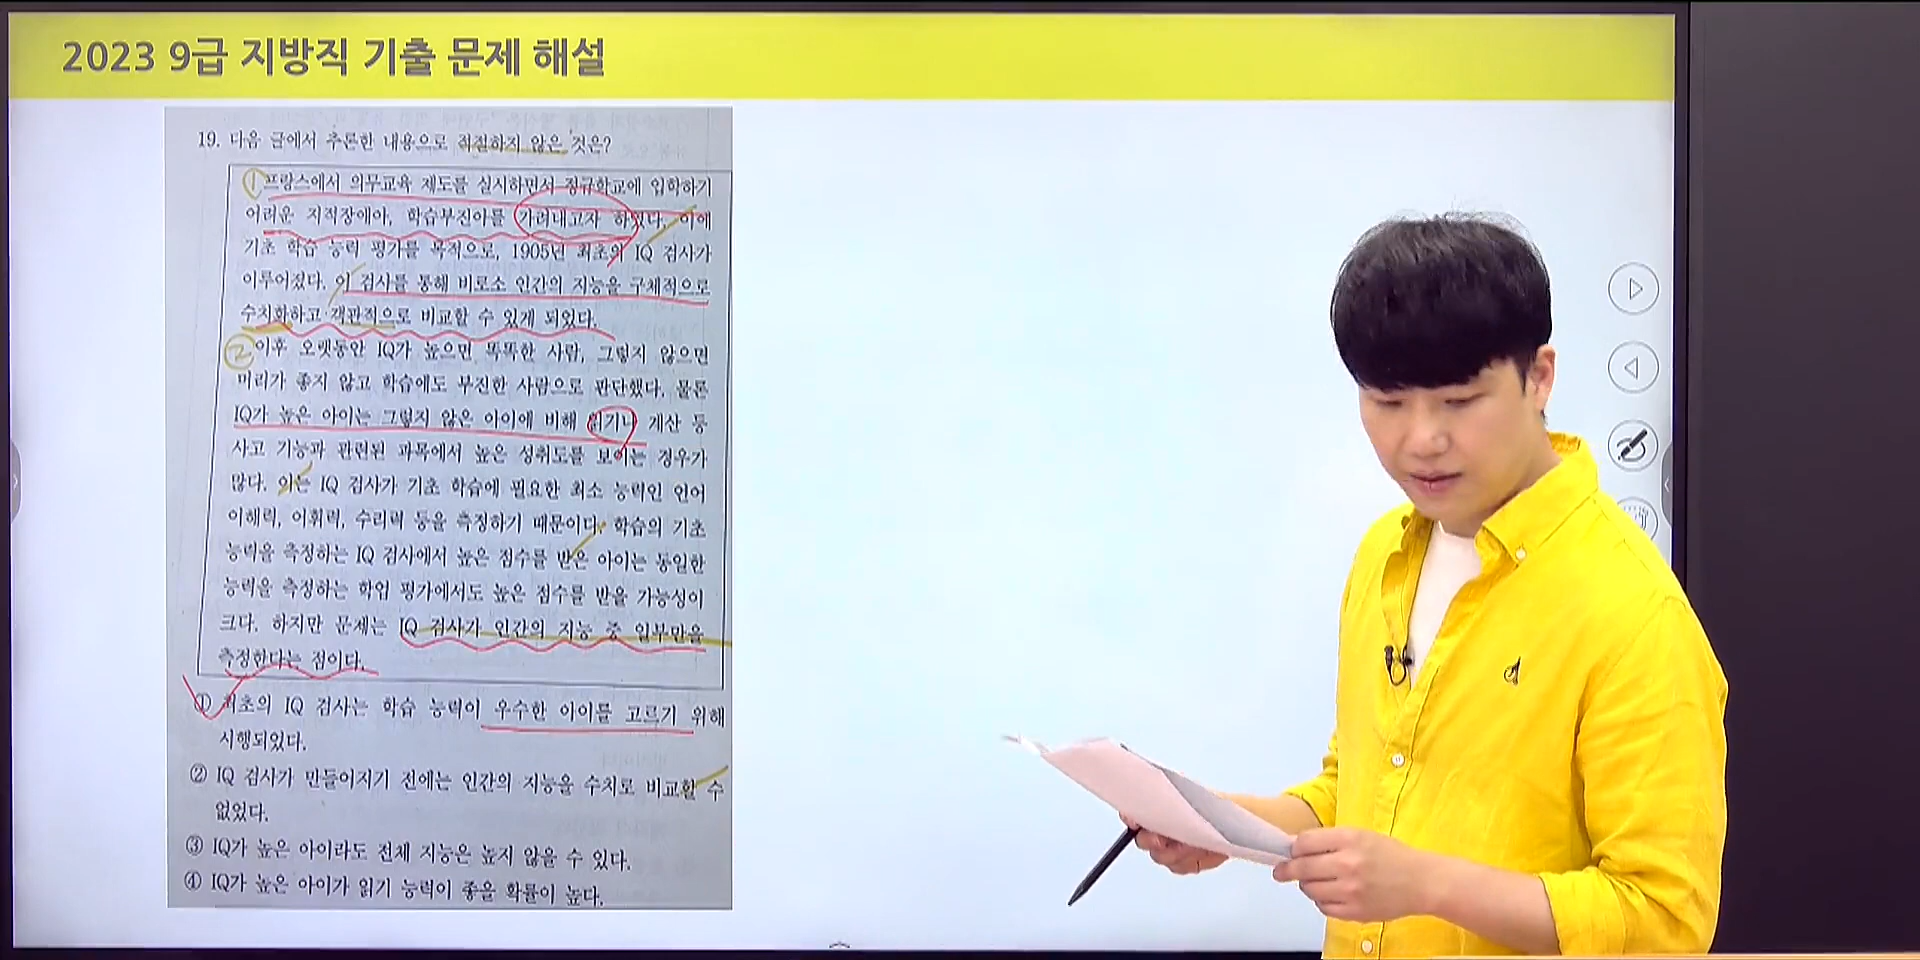 2023 9급 지방직 기출 문제 해설
19. 다음 글에서 추론한 내용으로 적절하지 않은 것은?
① 프랑스에서 의무교육 제도를 실시하면서 정규학교에 입학하기
어려운 지적장애아, 학습부진아를 가려내고자 하였다. 이에
기초 학습 능력 평가를 목적으로, 1905년 최초의 IQ 검사가
이루어졌다. 이 검사를 통해 비로소 인간의 지능을 구체적으로
수치화하고 객관적으로 비교할 수 있게 되었다.
② 이후 오랫동안 IQ가 높으면 똑똑한 사람, 그렇지 않으면
머리가 좋지 않고 학습에도 부진한 사람으로 판단했다. 물론
IQ가 높은 아이는 그렇지 않은 아이에 비해 읽기나 계산 등
사고 기능과 관련된 과목에서 높은 성취도를 보이는 경우가
많다. 이는 IQ 검사가 기초 학습에 필요한 최소 능력인 언어
이해력, 어휘력, 수리력 등을 측정하기 때문이다. 학습의 기초
능력을 측정하는 IQ 검사에서 높은 점수를 받은 아이는 동일한
능력을 측정하는 학업 평가에서도 높은 점수를 받을 가능성이
크다. 하지만 문제는 IQ 검사가 인간의 지능 중 일부만을
측정한다는 점이다.
① 최초의 IQ 검사는 학습 능력이 우수한 아이를 고르기 위해
시행되었다.
② IQ 검사가 만들어지기 전에는 인간의 지능을 수치로 비교할 수
없었다.
③ IQ가 높은 아이라도 전체 지능은 높지 않을 수 있다.
④ IQ가 높은 아이가 읽기 능력이 좋을 확률이 높다.